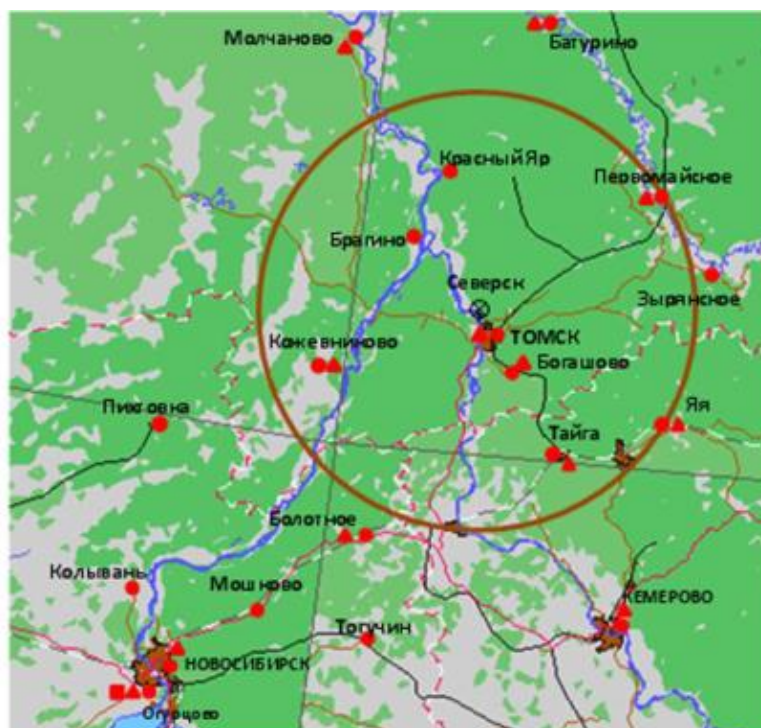 Молчаново
Батурино
Красный Яр
Первомайское
Брагино
Северск
Зырянское
ТОМСК
Кожевниково
Богашово
Пихтовка
Яя
Тайга
Болотное
Колывань
Мошково
КЕМЕРОВО
Тогучин
НОВОСИБИРСК
Огурцово